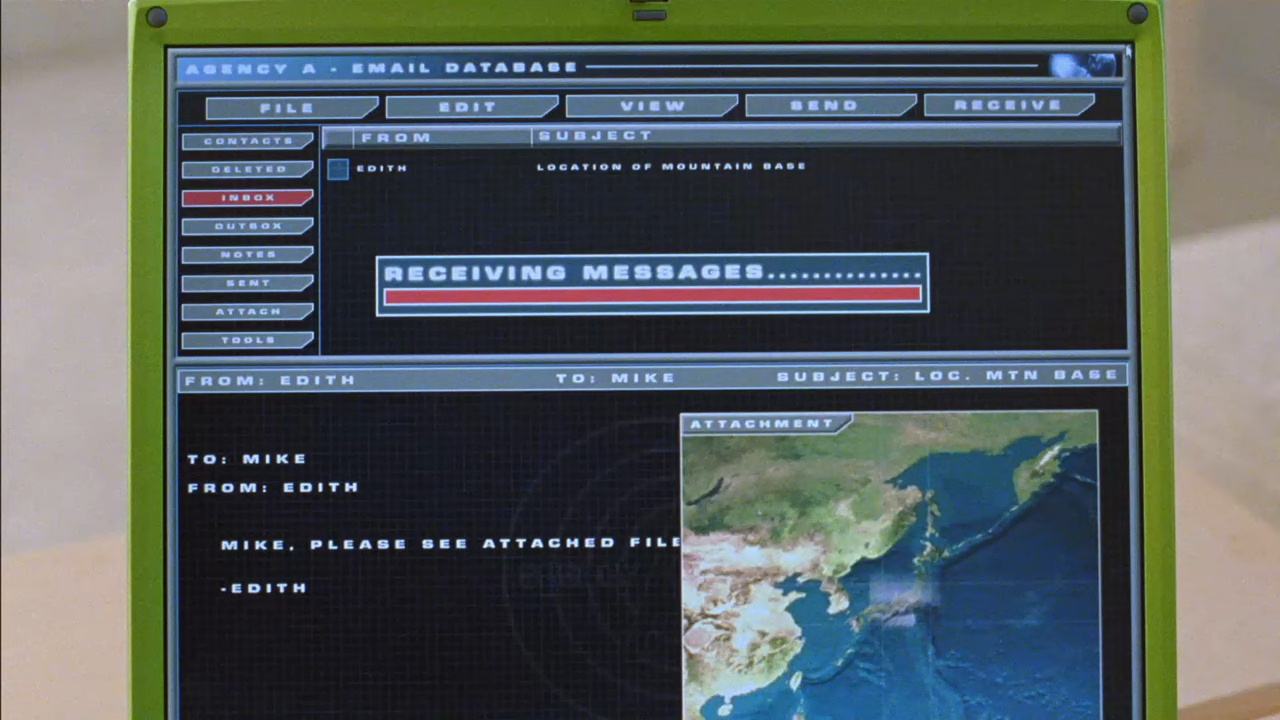 AGENCY A - EMAIL DATABASE
FILE EDIT VIEW SEND RECEIVE
CONTACTS
DELETED
INBOX
OUTBOX
NOTES
SENT
ATTACH
TOOLS
FROM SUBJECT
EDITH LOCATION OF MOUNTAIN BASE
RECEIVING MESSAGES.............
FROM: EDITH TO: MIKE SUBJECT: LOC. MTN BASE
TO: MIKE
FROM: EDITH
MIKE, PLEASE SEE ATTACHED FILE
-EDITH
ATTACHMENT